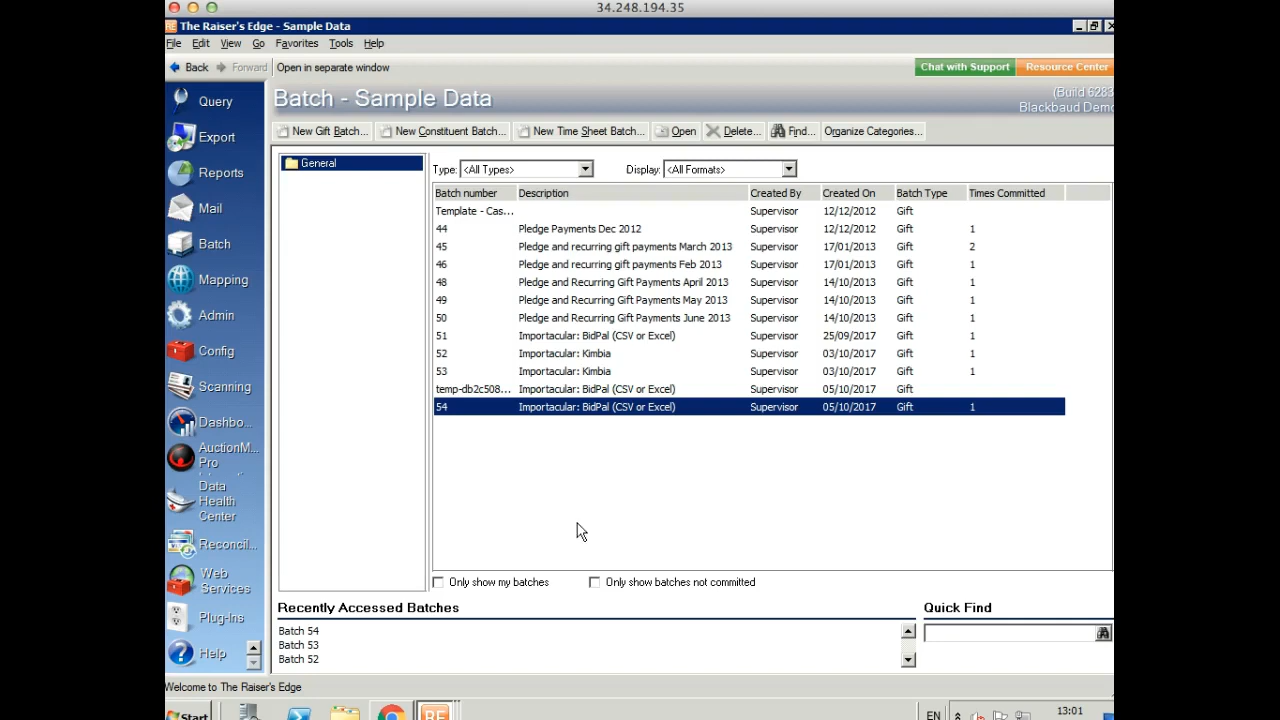 34.248.194.35
The Raiser's Edge - Sample Data
File Edit View Go Favorites Tools Help
Back Forward Open in separate window Chat with Support Resource Center
Batch - Sample Data
(Build 6283
Blackbaud Demo
New Gift Batch... New Constituent Batch... New Time Sheet Batch... Open Delete... Find... Organize Categories...
Query
Export
Reports
Mail
Batch
Mapping
Admin
Config
Scanning
Dashbo...
AuctionM...
Pro
Data
Health
Center
Reconcil...
Web
Services
Plug-Ins
Help
General
Type: <All Types> Display: <All Formats>
Batch number Description Created By Created On Batch Type Times Committed
Template - Cas... Supervisor 12/12/2012 Gift
44 Pledge Payments Dec 2012 Supervisor 12/12/2012 Gift 1
45 Pledge and recurring gift payments March 2013 Supervisor 17/01/2013 Gift 2
46 Pledge and recurring gift payments Feb 2013 Supervisor 17/01/2013 Gift 1
48 Pledge and Recurring Gift Payments April 2013 Supervisor 14/10/2013 Gift 1
49 Pledge and Recurring Gift Payments May 2013 Supervisor 14/10/2013 Gift 1
50 Pledge and Recurring Gift Payments June 2013 Supervisor 14/10/2013 Gift 1
51 Importacular: BidPal (CSV or Excel) Supervisor 25/09/2017 Gift 1
52 Importacular: Kimbia Supervisor 03/10/2017 Gift 1
53 Importacular: Kimbia Supervisor 03/10/2017 Gift 1
temp-db2c508... Importacular: BidPal (CSV or Excel) Supervisor 05/10/2017 Gift
54 Importacular: BidPal (CSV or Excel) Supervisor 05/10/2017 Gift 1
Only show my batches Only show batches not committed
Recently Accessed Batches Quick Find
Batch 54
Batch 53
Batch 52
Welcome to The Raiser's Edge
Start RE EN 13:01